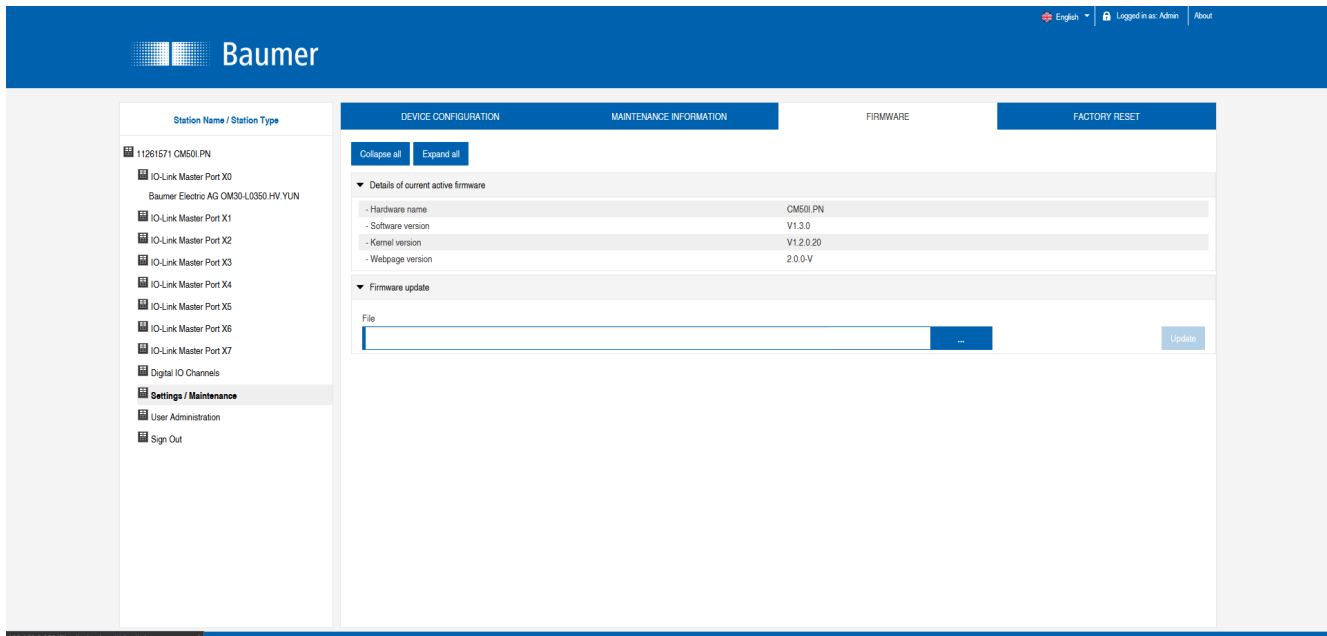 English
Logged in as: Admin
About
Baumer
Station Name / Station Type
11261571 CM50I.PN
IO-Link Master Port X0
Baumer Electric AG OM30-L0350.HV.YUN
IO-Link Master Port X1
IO-Link Master Port X2
IO-Link Master Port X3
IO-Link Master Port X4
IO-Link Master Port X5
IO-Link Master Port X6
IO-Link Master Port X7
Digital IO Channels
Settings / Maintenance
User Administration
Sign Out
DEVICE CONFIGURATION
MAINTENANCE INFORMATION
FIRMWARE
FACTORY RESET
Collapse all
Expand all
Details of current active firmware
- Hardware name CM50I.PN
- Software version V1.3.0
- Kernel version V1.2.0.20
- Webpage version 2.0.0-V
Firmware update
File
...
Update